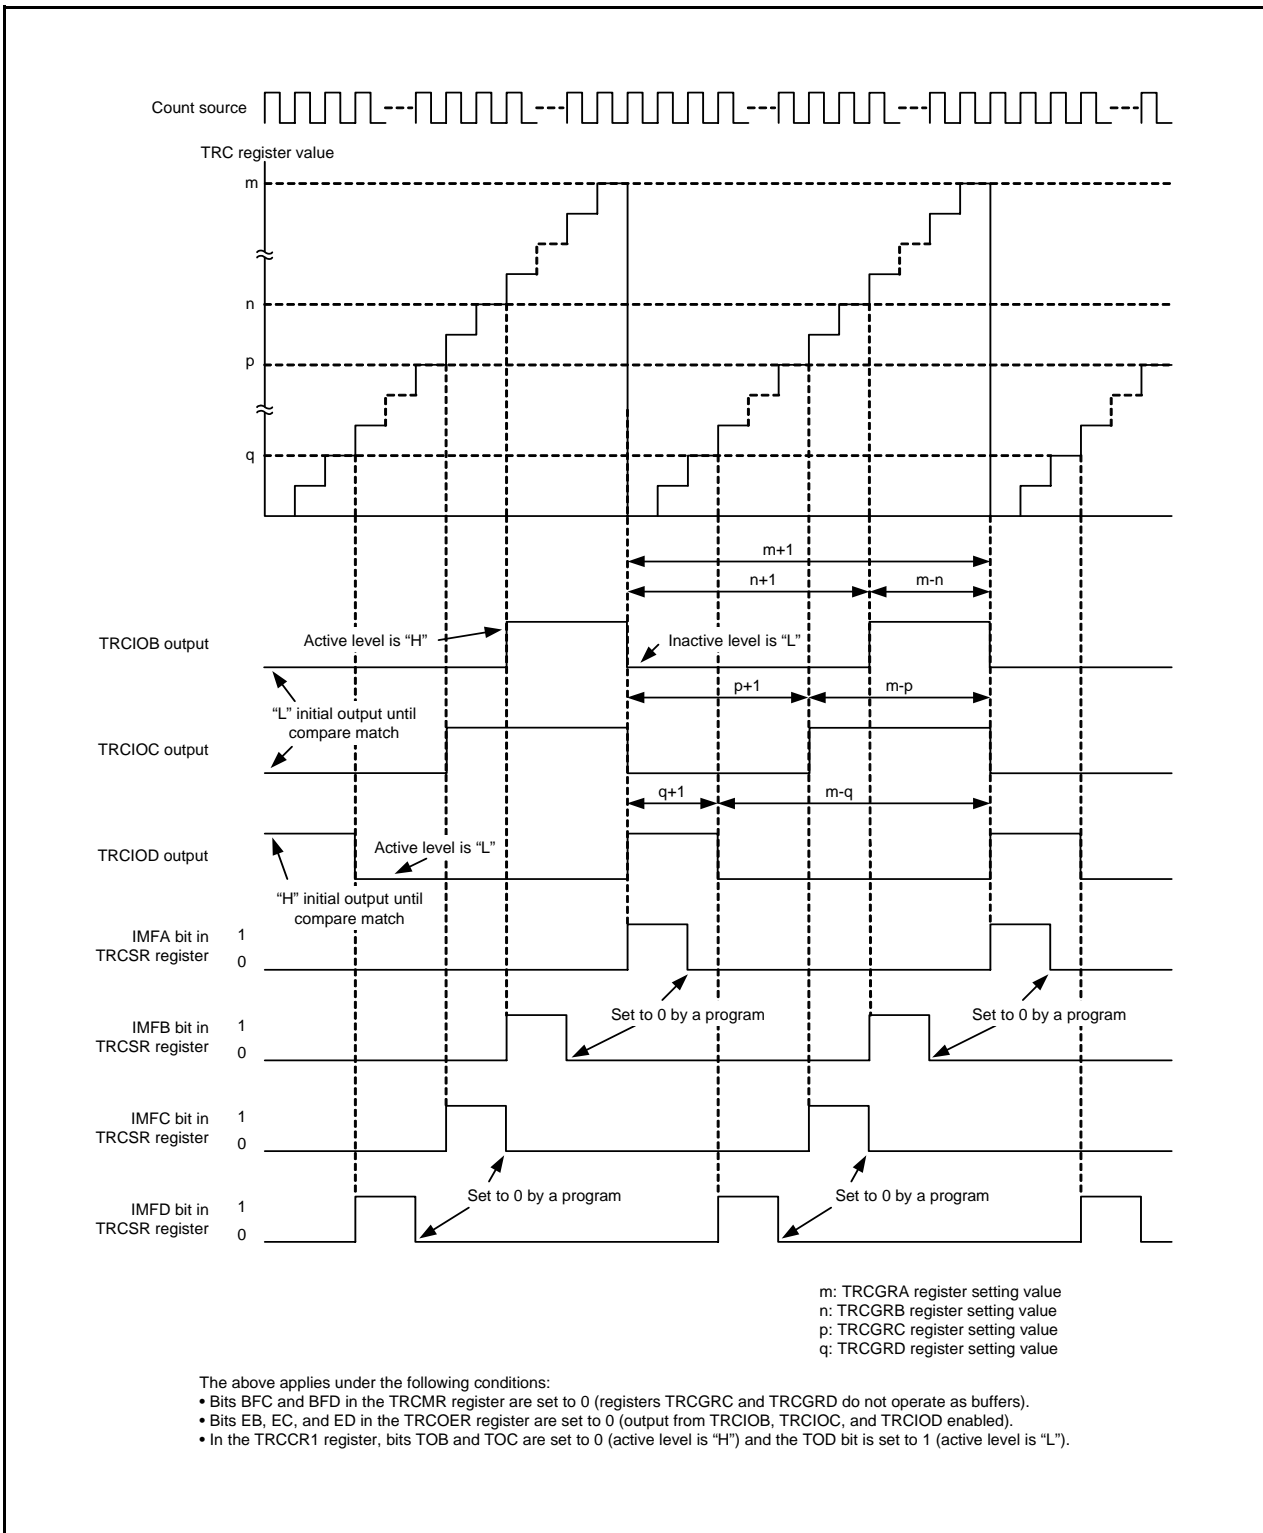 Count source
TRC register value
m
n
p
q
m+1
n+1
m-n
TRCIOB output
Active level is “H”
Inactive level is “L”
p+1
m-p
“L” initial output until
compare match
TRCIOC output
q+1
m-q
TRCIOD output
Active level is “L”
“H” initial output until
compare match
IMFA bit in
TRCSR register
1
0
Set to 0 by a program
Set to 0 by a program
IMFB bit in
TRCSR register
1
0
IMFC bit in
TRCSR register
1
0
Set to 0 by a program
Set to 0 by a program
IMFD bit in
TRCSR register
1
0
m: TRCGRA register setting value
n: TRCGRB register setting value
p: TRCGRC register setting value
q: TRCGRD register setting value
The above applies under the following conditions:
• Bits BFC and BFD in the TRCMR register are set to 0 (registers TRCGRC and TRCGRD do not operate as buffers).
• Bits EB, EC, and ED in the TRCOER register are set to 0 (output from TRCIOB, TRCIOC, and TRCIOD enabled).
• In the TRCCR1 register, bits TOB and TOC are set to 0 (active level is “H”) and the TOD bit is set to 1 (active level is “L”).